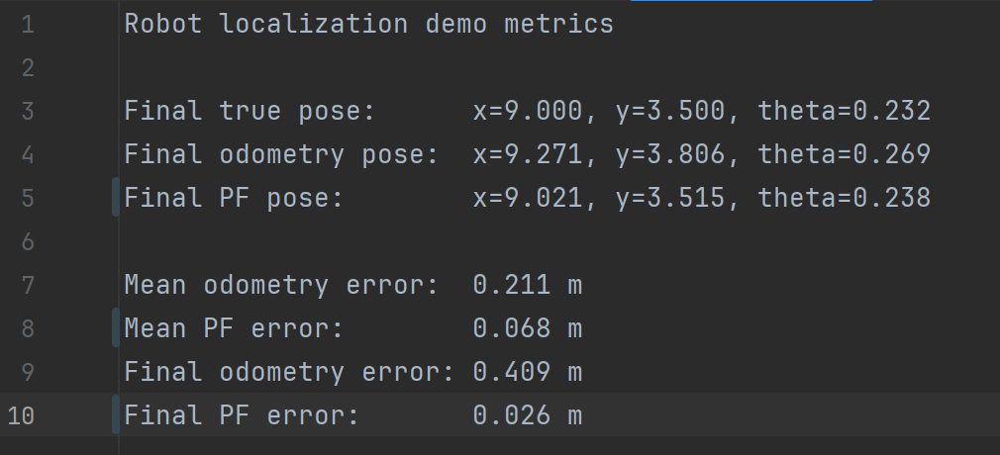 1 Robot localization demo metrics
2
3 Final true pose:      x=9.000, y=3.500, theta=0.232
4 Final odometry pose:  x=9.271, y=3.806, theta=0.269
5 Final PF pose:        x=9.021, y=3.515, theta=0.238
6
7 Mean odometry error:  0.211 m
8 Mean PF error:        0.068 m
9 Final odometry error: 0.409 m
10 Final PF error:       0.026 m